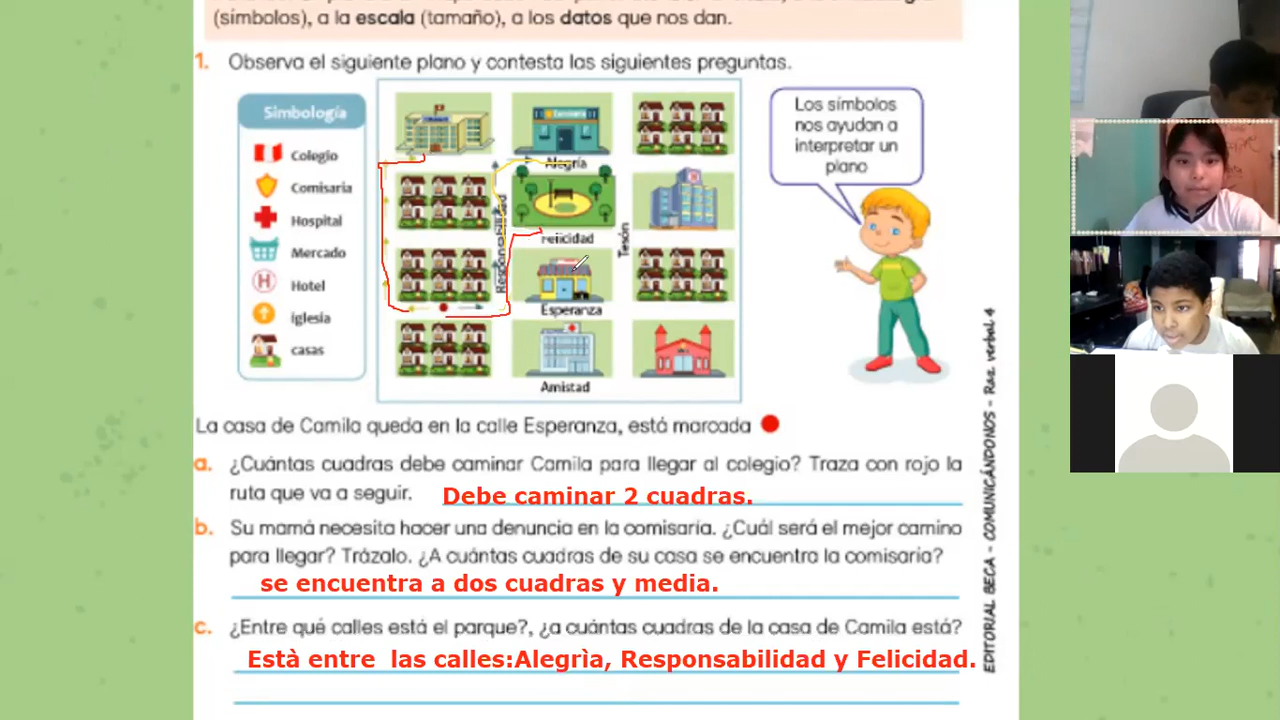 (símbolos), a la escala (tamaño), a los datos que nos dan.
1. Observa el siguiente plano y contesta las siguientes preguntas.
Simbología
Colegio
Comisaria
Hospital
Mercado
H Hotel
iglesia
casas
Alegría
Responsabilidad
Felicidad
Tesón
Esperanza
Amistad
Los símbolos
nos ayudan a
interpretar un
plano
La casa de Camila queda en la calle Esperanza, está marcada
a. ¿Cuántas cuadras debe caminar Camila para llegar al colegio? Traza con rojo la
ruta que va a seguir. Debe caminar 2 cuadras.
b. Su mamá necesita hacer una denuncia en la comisaría. ¿Cuál será el mejor camino
para llegar? Trázalo. ¿A cuántas cuadras de su casa se encuentra la comisaría?
se encuentra a dos cuadras y media.
c. ¿Entre qué calles está el parque?, ¿a cuántas cuadras de la casa de Camila está?
Està entre las calles:Alegrìa, Responsabilidad y Felicidad.
EDITORIAL BECA - COMUNICÁNDONOS - Raz. verbal 4